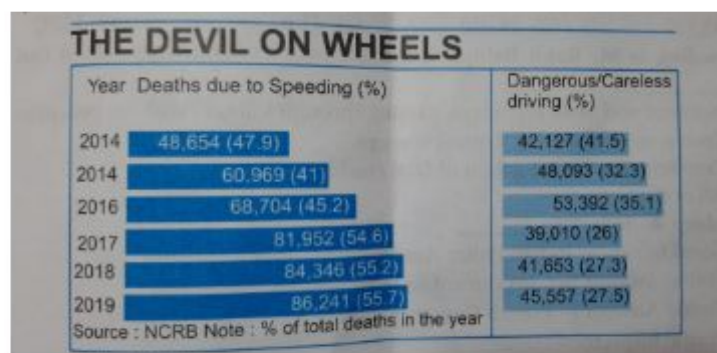 THE DEVIL ON WHEELS
Year Deaths due to Speeding (%) Dangerous/Careless
driving (%)
2014 48,654 (47.9) 42,127 (41.5)
2014 60,969 (41) 48,093 (32.3)
2016 68,704 (45.2) 53,392 (35.1)
2017 81,952 (54.6) 39,010 (26)
2018 84,346 (55.2) 41,653 (27.3)
2019 86,241 (55.7) 45,557 (27.5)
Source : NCRB Note : % of total deaths in the year